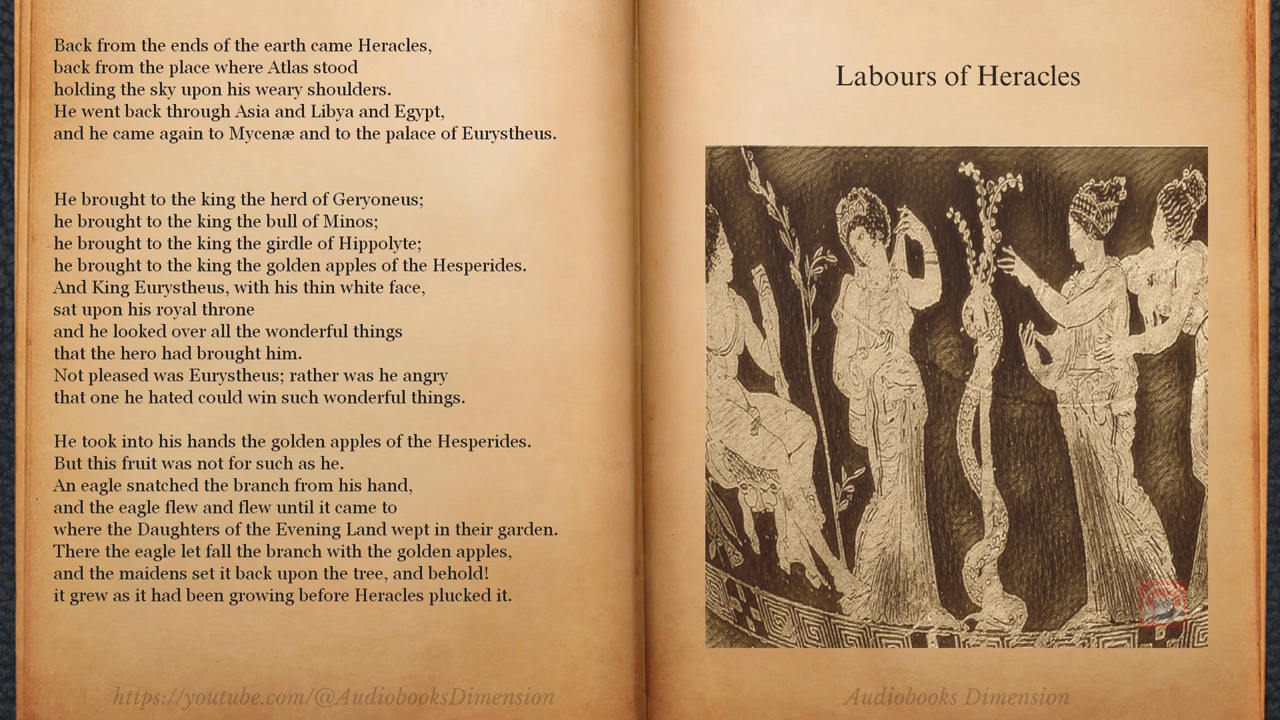 Back from the ends of the earth came Heracles,
back from the place where Atlas stood
holding the sky upon his weary shoulders.
He went back through Asia and Libya and Egypt,
and he came again to Mycenæ and to the palace of Eurystheus.
He brought to the king the herd of Geryoneus;
he brought to the king the bull of Minos;
he brought to the king the girdle of Hippolyte;
he brought to the king the golden apples of the Hesperides.
And King Eurystheus, with his thin white face,
sat upon his royal throne
and he looked over all the wonderful things
that the hero had brought him.
Not pleased was Eurystheus; rather was he angry
that one he hated could win such wonderful things.
He took into his hands the golden apples of the Hesperides.
But this fruit was not for such as he.
An eagle snatched the branch from his hand,
and the eagle flew and flew until it came to
where the Daughters of the Evening Land wept in their garden.
There the eagle let fall the branch with the golden apples,
and the maidens set it back upon the tree, and behold!
it grew as it had been growing before Heracles plucked it.
https://youtube.com/@AudiobooksDimension
Labours of Heracles
Audiobooks Dimension